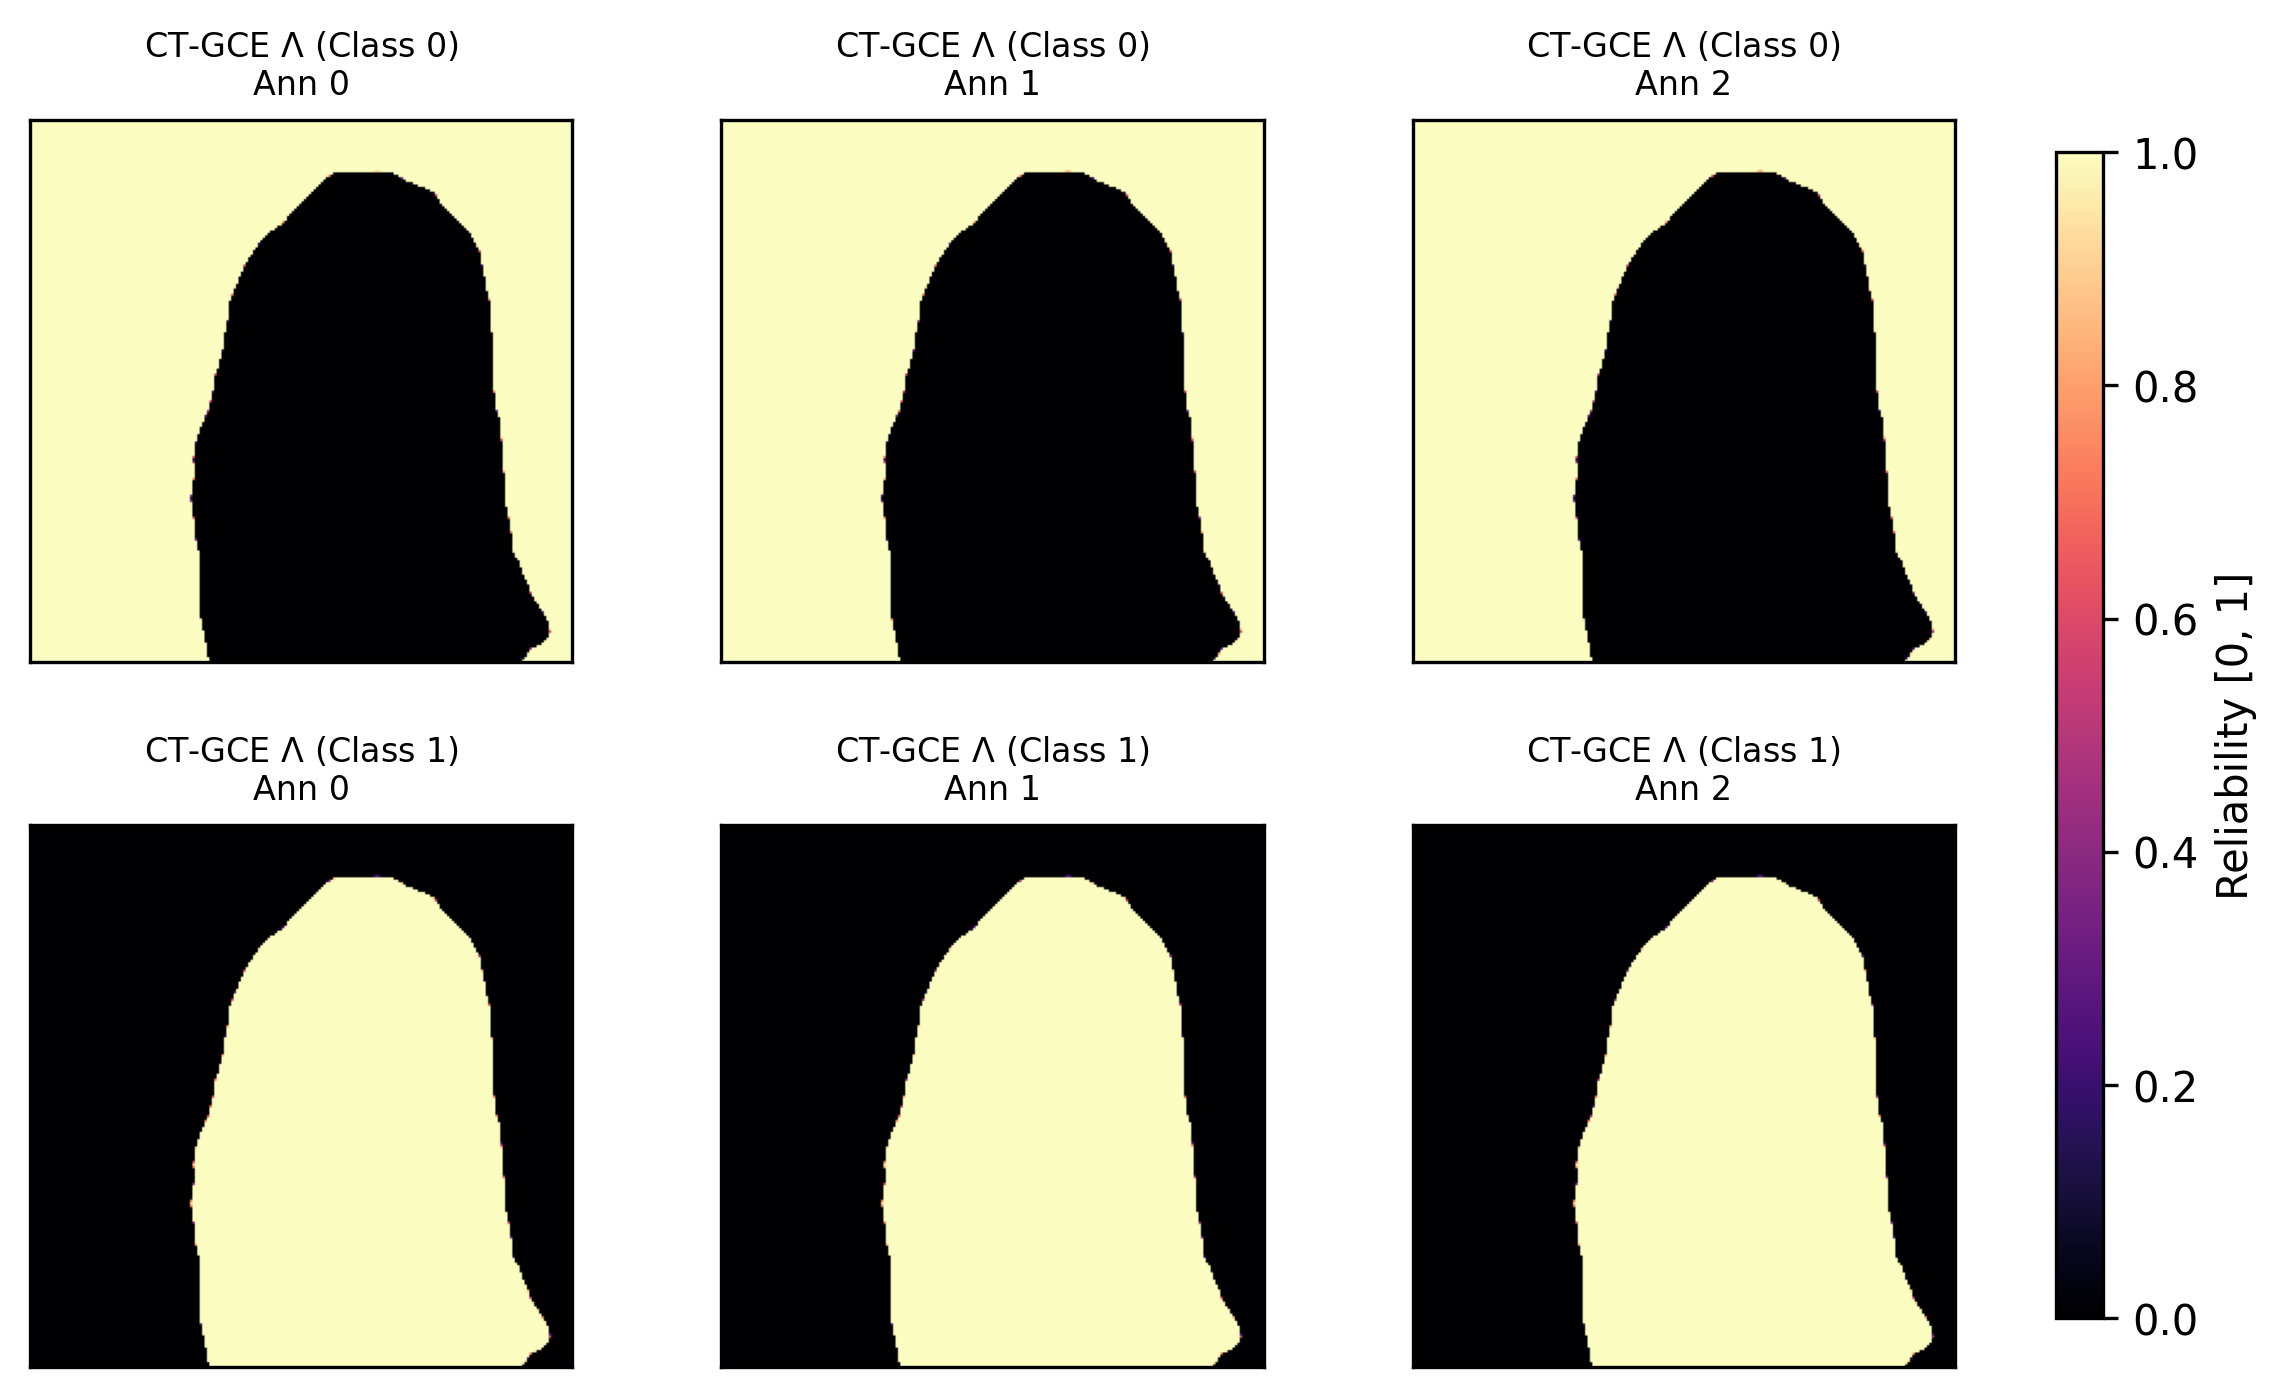 CT-GCE Λ (Class 0)
Ann 0
CT-GCE Λ (Class 0)
Ann 1
CT-GCE Λ (Class 0)
Ann 2
CT-GCE Λ (Class 1)
Ann 0
CT-GCE Λ (Class 1)
Ann 1
CT-GCE Λ (Class 1)
Ann 2
1.0
0.8
0.6
0.4
0.2
0.0
Reliability [0, 1]